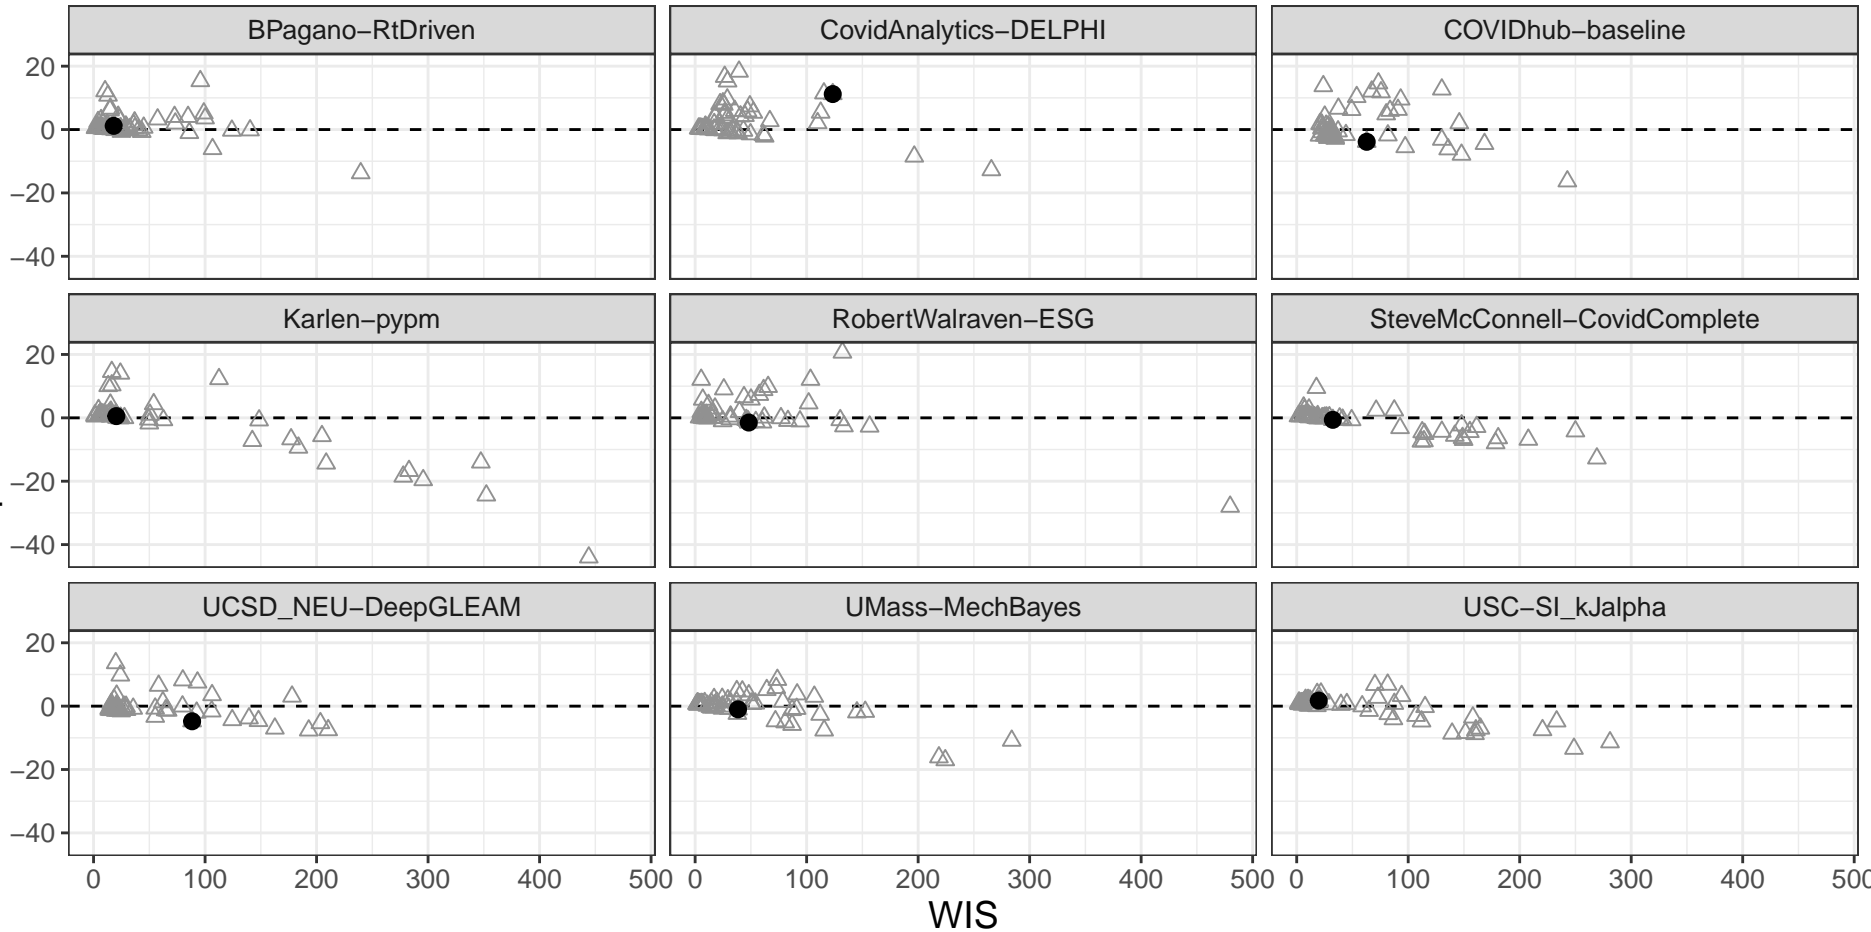 BPagano−RtDriven CovidAnalytics−DELPHI COVIDhub−baseline
20
0
−20
−40
Karlen−pypm RobertWalraven−ESG SteveMcConnell−CovidComplete
20
0
−20
−40
UCSD_NEU−DeepGLEAM UMass−MechBayes USC−SI_kJalpha
20
0
−20
−40
0 100 200 300 400 500 0 100 200 300 400 500 0 100 200 300 400 500
WIS